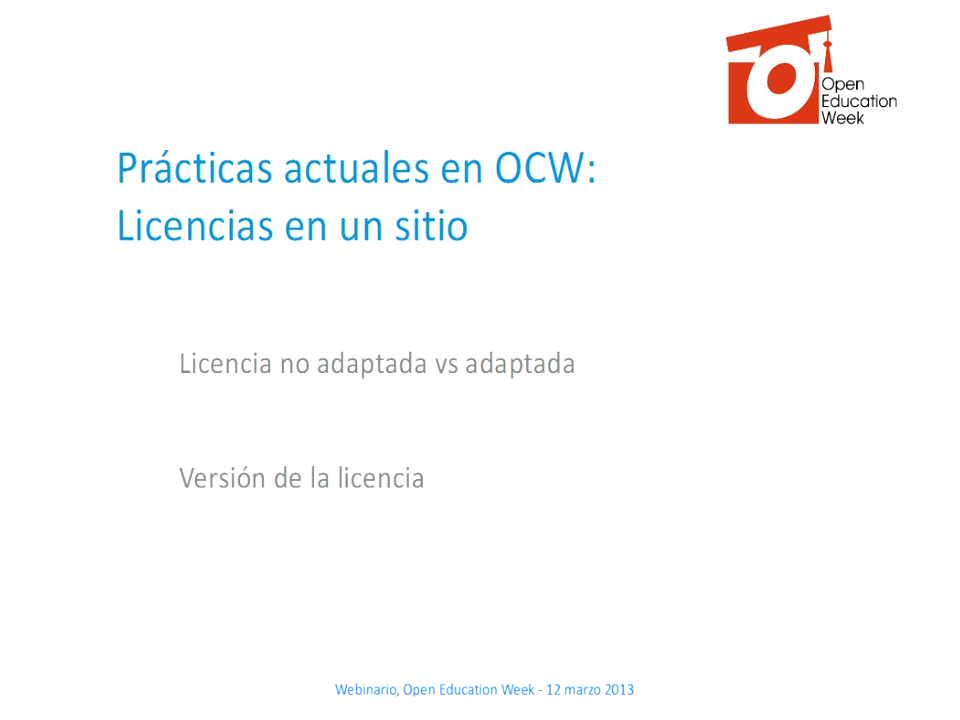 Open
Education
Week
Prácticas actuales en OCW:
Licencias en un sitio
Licencia no adaptada vs adaptada
Versión de la licencia
Webinario, Open Education Week - 12 marzo 2013